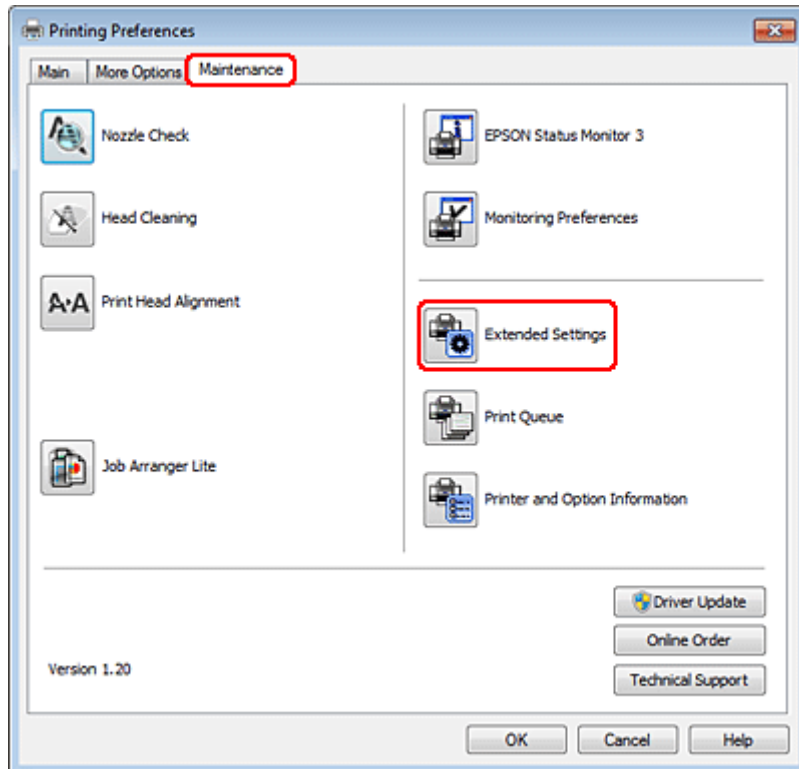 Printing Preferences
Main
More Options
Maintenance
Nozzle Check
Head Cleaning
A·A
Print Head Alignment
Job Arranger Lite
EPSON Status Monitor 3
Monitoring Preferences
Extended Settings
Print Queue
Printer and Option Information
Version 1.20
Driver Update
Online Order
Technical Support
OK
Cancel
Help